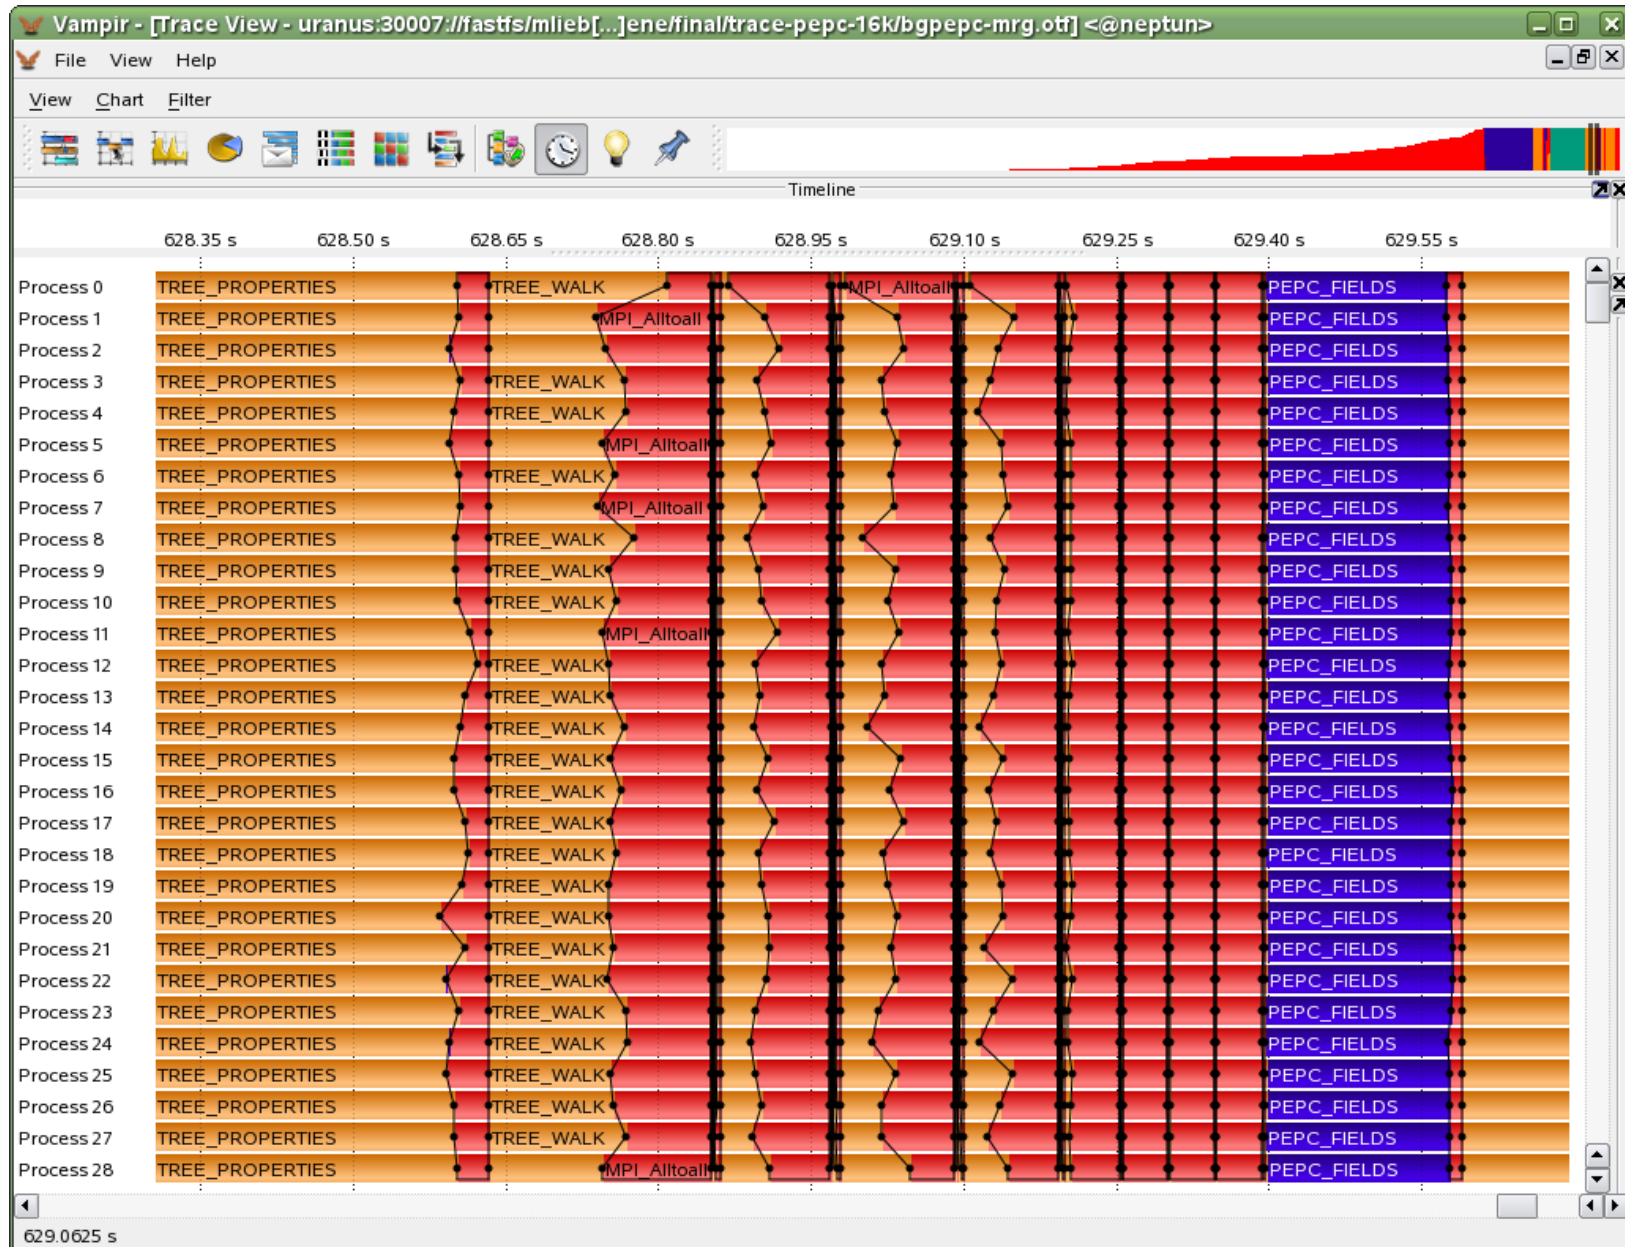 Vampir - [Trace View - uranus:30007://fastfs/mlieb[...]ene/final/trace-pepc-16k/bgpepc-mrg.otf] <@neptun>
File View Help
View Chart Filter
Timeline
628.35 s 628.50 s 628.65 s 628.80 s 628.95 s 629.10 s 629.25 s 629.40 s 629.55 s
Process 0 TREE_PROPERTIES TREE_WALK MPI_Alltoall PEPC_FIELDS
Process 1 TREE_PROPERTIES MPI_Alltoall PEPC_FIELDS
Process 2 TREE_PROPERTIES PEPC_FIELDS
Process 3 TREE_PROPERTIES TREE_WALK PEPC_FIELDS
Process 4 TREE_PROPERTIES TREE_WALK PEPC_FIELDS
Process 5 TREE_PROPERTIES MPI_Alltoall PEPC_FIELDS
Process 6 TREE_PROPERTIES TREE_WALK PEPC_FIELDS
Process 7 TREE_PROPERTIES MPI_Alltoall PEPC_FIELDS
Process 8 TREE_PROPERTIES TREE_WALK PEPC_FIELDS
Process 9 TREE_PROPERTIES TREE_WALK PEPC_FIELDS
Process 10 TREE_PROPERTIES TREE_WALK PEPC_FIELDS
Process 11 TREE_PROPERTIES MPI_Alltoall PEPC_FIELDS
Process 12 TREE_PROPERTIES TREE_WALK PEPC_FIELDS
Process 13 TREE_PROPERTIES TREE_WALK PEPC_FIELDS
Process 14 TREE_PROPERTIES TREE_WALK PEPC_FIELDS
Process 15 TREE_PROPERTIES TREE_WALK PEPC_FIELDS
Process 16 TREE_PROPERTIES TREE_WALK PEPC_FIELDS
Process 17 TREE_PROPERTIES TREE_WALK PEPC_FIELDS
Process 18 TREE_PROPERTIES TREE_WALK PEPC_FIELDS
Process 19 TREE_PROPERTIES TREE_WALK PEPC_FIELDS
Process 20 TREE_PROPERTIES TREE_WALK PEPC_FIELDS
Process 21 TREE_PROPERTIES TREE_WALK PEPC_FIELDS
Process 22 TREE_PROPERTIES TREE_WALK PEPC_FIELDS
Process 23 TREE_PROPERTIES TREE_WALK PEPC_FIELDS
Process 24 TREE_PROPERTIES TREE_WALK PEPC_FIELDS
Process 25 TREE_PROPERTIES TREE_WALK PEPC_FIELDS
Process 26 TREE_PROPERTIES TREE_WALK PEPC_FIELDS
Process 27 TREE_PROPERTIES TREE_WALK PEPC_FIELDS
Process 28 TREE_PROPERTIES MPI_Alltoall PEPC_FIELDS
629.0625 s